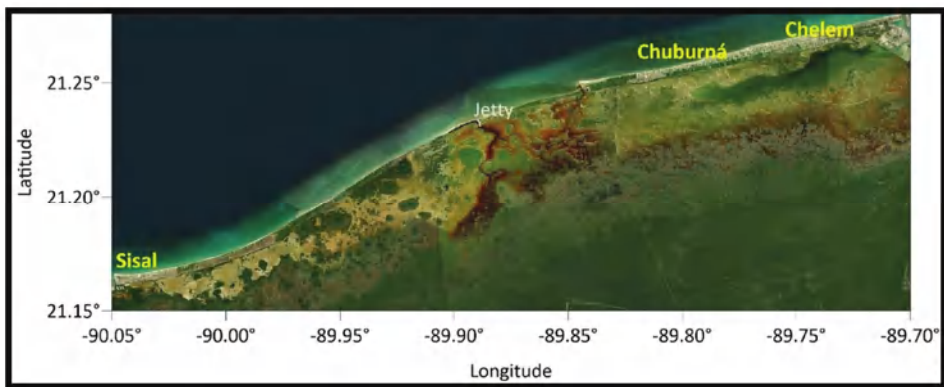 Chelem
Chuburná
Jetty
Sisal
Latitude
21.25°
21.20°
21.15°
-90.05° -90.00° -89.95° -89.90° -89.85° -89.80° -89.75° -89.70°
Longitude